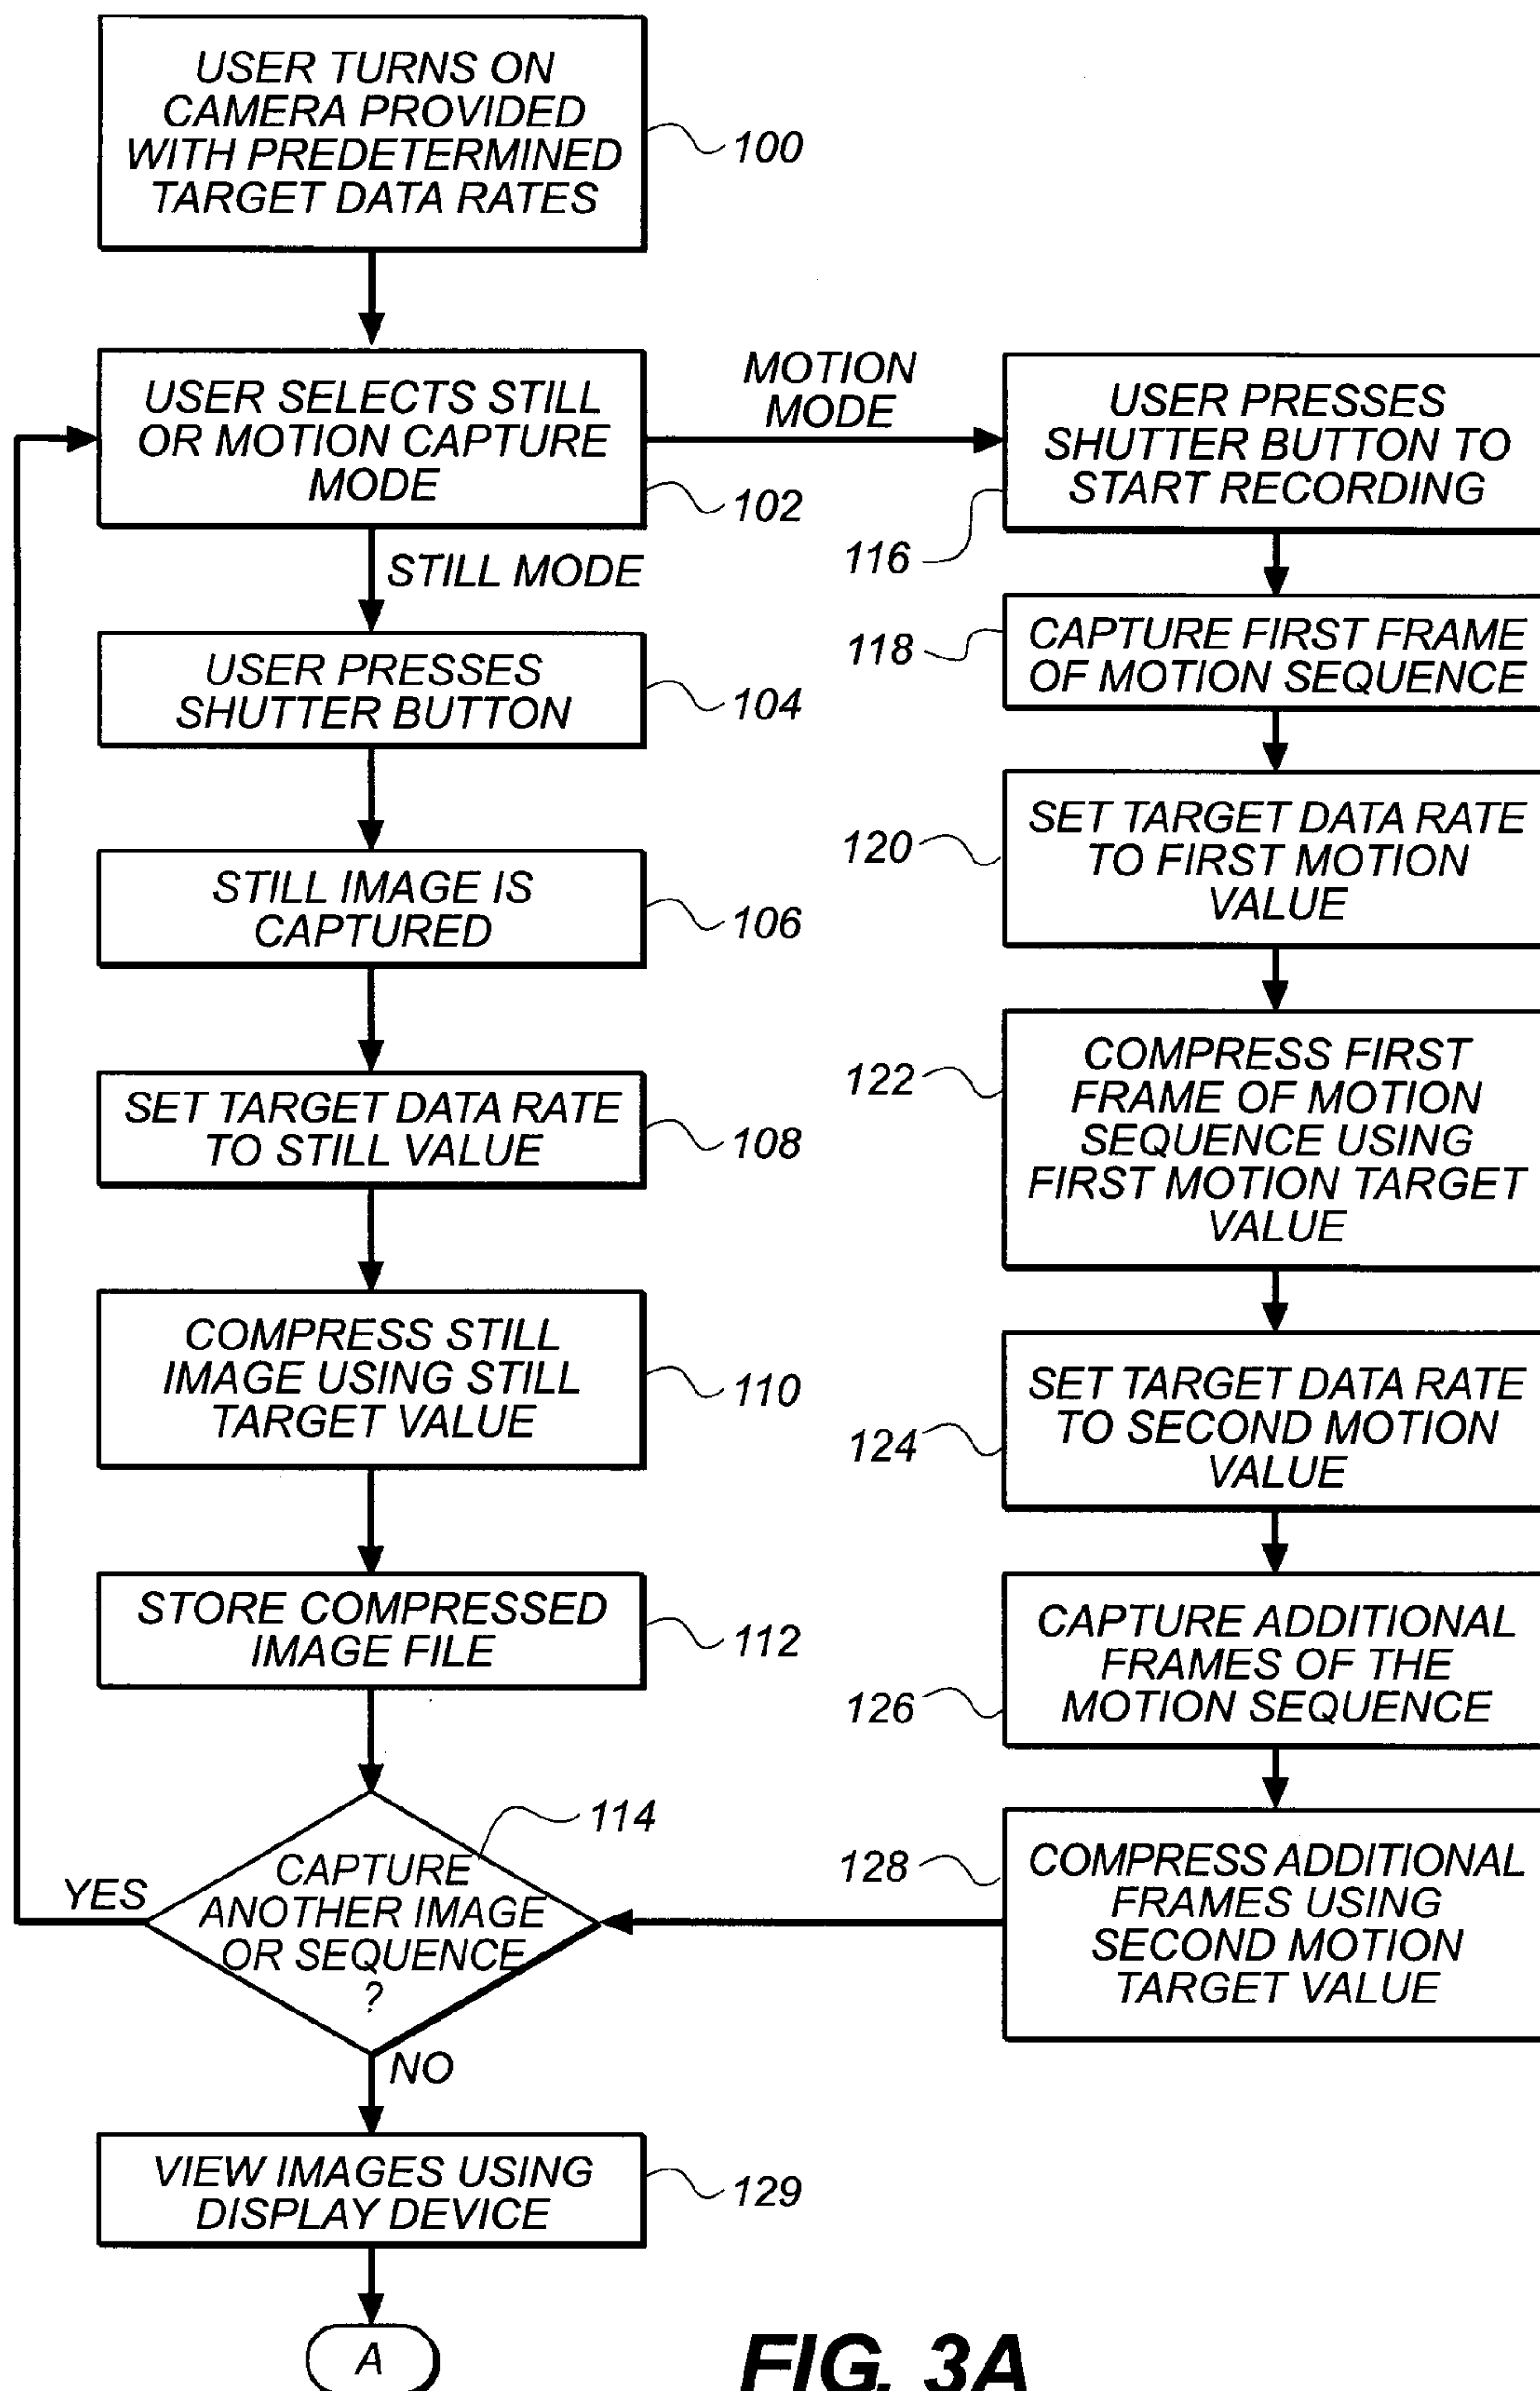 USER TURNS ON
CAMERA PROVIDED
WITH PREDETERMINED
TARGET DATA RATES
100
USER SELECTS STILL
OR MOTION CAPTURE
MODE
102
MOTION
MODE
STILL MODE
USER PRESSES
SHUTTER BUTTON
104
STILL IMAGE IS
CAPTURED
106
SET TARGET DATA RATE
TO STILL VALUE
108
COMPRESS STILL
IMAGE USING STILL
TARGET VALUE
110
STORE COMPRESSED
IMAGE FILE
112
CAPTURE
ANOTHER IMAGE
OR SEQUENCE
?
114
YES
NO
VIEW IMAGES USING
DISPLAY DEVICE
129
A
USER PRESSES
SHUTTER BUTTON TO
START RECORDING
116
CAPTURE FIRST FRAME
OF MOTION SEQUENCE
118
SET TARGET DATA RATE
TO FIRST MOTION
VALUE
120
COMPRESS FIRST
FRAME OF MOTION
SEQUENCE USING
FIRST MOTION TARGET
VALUE
122
SET TARGET DATA RATE
TO SECOND MOTION
VALUE
124
CAPTURE ADDITIONAL
FRAMES OF THE
MOTION SEQUENCE
126
COMPRESS ADDITIONAL
FRAMES USING
SECOND MOTION
TARGET VALUE
128
FIG. 3A